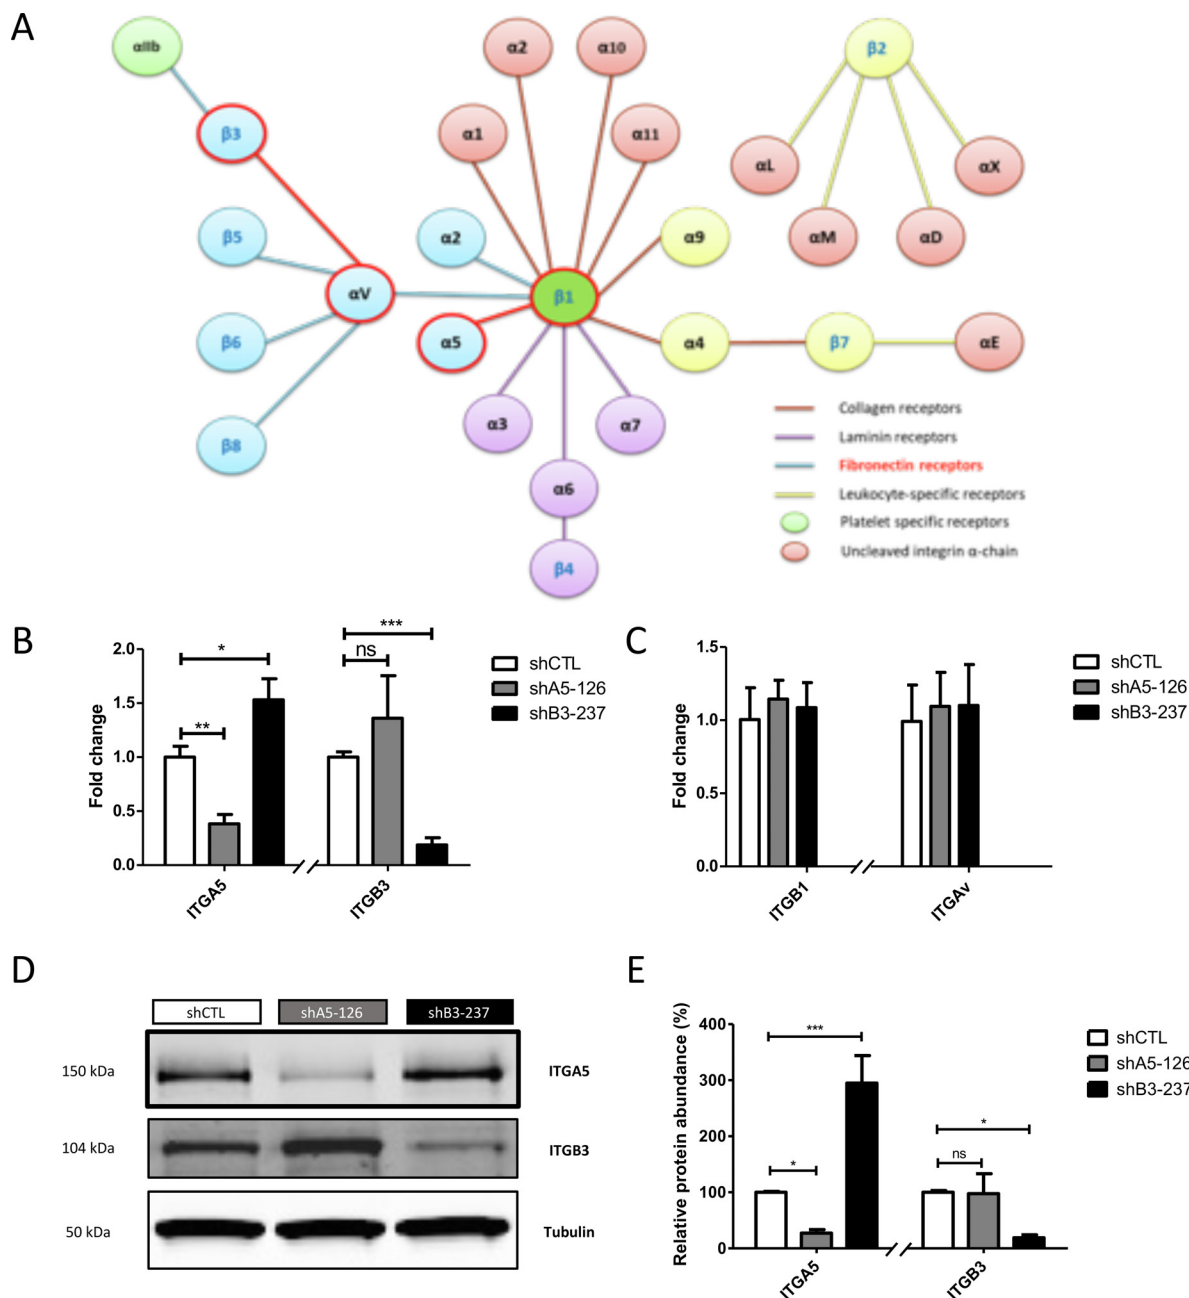 A
αIIb
α2
α10
β2
β3
α1
α11
αL
αX
β5
α2
α9
αM
αD
αV
β1
β6
α5
α4
β7
αE
β8
α3
α7
α6
β4
Collagen receptors
Laminin receptors
Fibronectin receptors
Leukocyte-specific receptors
Platelet specific receptors
Uncleaved integrin α-chain
B
Fold change
2.0
1.5
1.0
0.5
0.0
*
**
ns
***
ITGA5
ITGB3
shCTL
shA5-126
shB3-237
C
Fold change
1.5
1.0
0.5
0.0
ITGB1
ITGAv
shCTL
shA5-126
shB3-237
D
shCTL
shA5-126
shB3-237
150 kDa
ITGA5
104 kDa
ITGB3
50 kDa
Tubulin
E
Relative protein abundance (%)
400
300
200
100
0
***
*
*
ns
ITGA5
ITGB3
shCTL
shA5-126
shB3-237